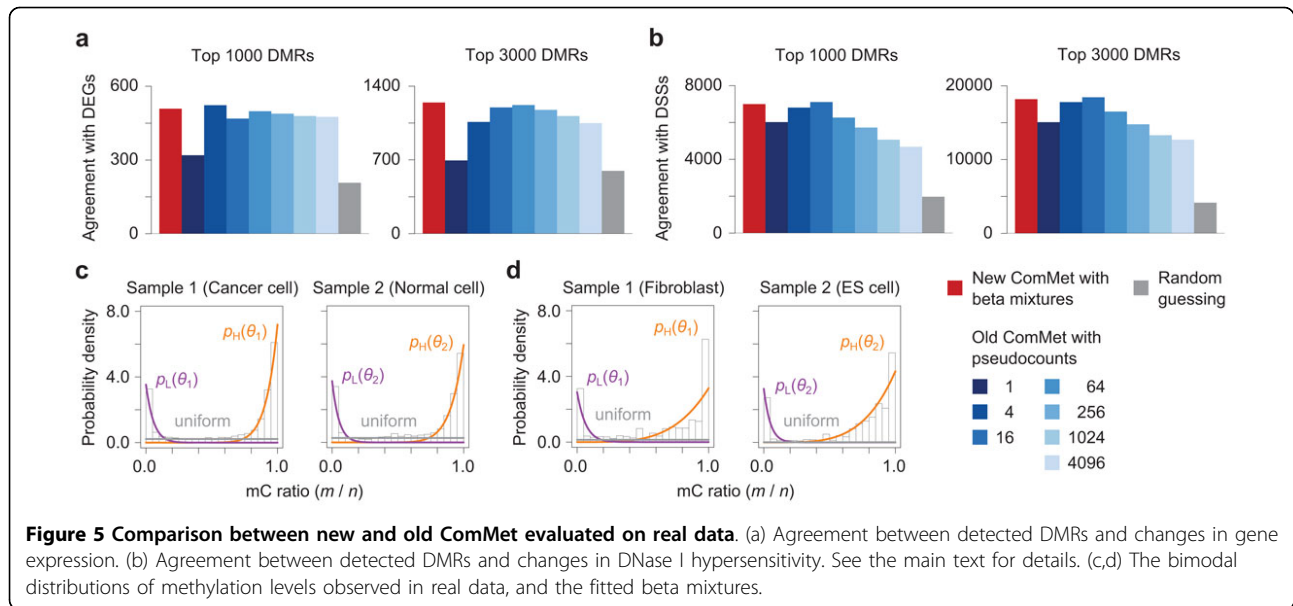 a
b
Top 1000 DMRs
Top 3000 DMRs
Top 1000 DMRs
Top 3000 DMRs
Agreement with DEGs
600
300
0
1400
700
0
Agreement with DSSs
8000
4000
0
20000
10000
0
c
d
Sample 1 (Cancer cell)
Sample 2 (Normal cell)
Sample 1 (Fibroblast)
Sample 2 (ES cell)
Probability density
8.0
4.0
0.0
pH(θ1)
pL(θ1)
uniform
pH(θ2)
pL(θ2)
uniform
0.0
1.0
0.0
1.0
mC ratio (m / n)
Probability density
8.0
4.0
0.0
pH(θ1)
pL(θ1)
uniform
pH(θ2)
pL(θ2)
uniform
0.0
1.0
0.0
1.0
mC ratio (m / n)
New ComMet with
beta mixtures
Random
guessing
Old ComMet with
pseudocounts
1
64
4
256
16
1024
4096
Figure 5 Comparison between new and old ComMet evaluated on real data. (a) Agreement between detected DMRs and changes in gene
expression. (b) Agreement between detected DMRs and changes in DNase I hypersensitivity. See the main text for details. (c,d) The bimodal
distributions of methylation levels observed in real data, and the fitted beta mixtures.